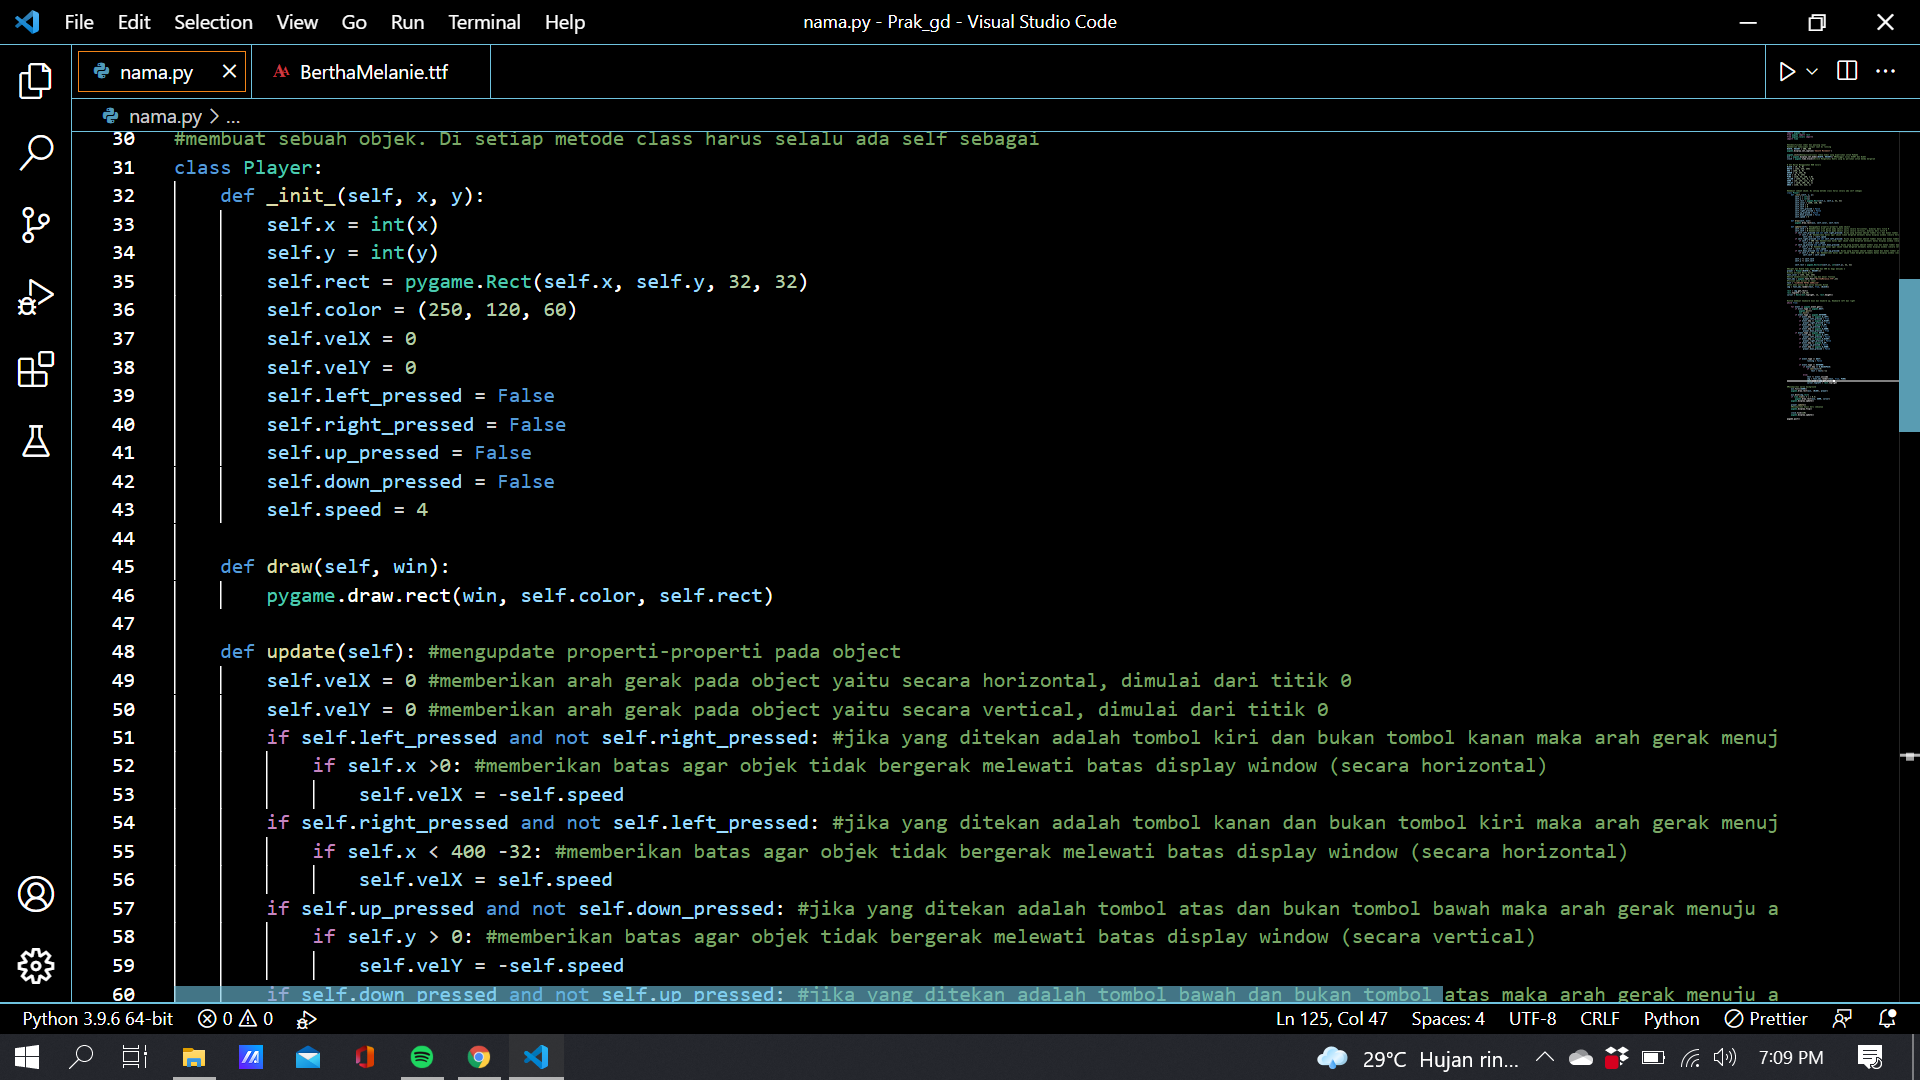 File Edit Selection View Go Run Terminal Help
nama.py - Prak_gd - Visual Studio Code
nama.py
BerthaMelanie.ttf
nama.py > ...
30 #membuat sebuah objek. Di setiap metode class harus selalu ada self sebagai
31 class Player:
32 def _init_(self, x, y):
33 self.x = int(x)
34 self.y = int(y)
35 self.rect = pygame.Rect(self.x, self.y, 32, 32)
36 self.color = (250, 120, 60)
37 self.velX = 0
38 self.velY = 0
39 self.left_pressed = False
40 self.right_pressed = False
41 self.up_pressed = False
42 self.down_pressed = False
43 self.speed = 4
44
45 def draw(self, win):
46 pygame.draw.rect(win, self.color, self.rect)
47
48 def update(self): #mengupdate properti-properti pada object
49 self.velX = 0 #memberikan arah gerak pada object yaitu secara horizontal, dimulai dari titik 0
50 self.velY = 0 #memberikan arah gerak pada object yaitu secara vertical, dimulai dari titik 0
51 if self.left_pressed and not self.right_pressed: #jika yang ditekan adalah tombol kiri dan bukan tombol kanan maka arah gerak menuj
52 if self.x >0: #memberikan batas agar objek tidak bergerak melewati batas display window (secara horizontal)
53 self.velX = -self.speed
54 if self.right_pressed and not self.left_pressed: #jika yang ditekan adalah tombol kanan dan bukan tombol kiri maka arah gerak menuj
55 if self.x < 400 -32: #memberikan batas agar objek tidak bergerak melewati batas display window (secara horizontal)
56 self.velX = self.speed
57 if self.up_pressed and not self.down_pressed: #jika yang ditekan adalah tombol atas dan bukan tombol bawah maka arah gerak menuju a
58 if self.y > 0: #memberikan batas agar objek tidak bergerak melewati batas display window (secara vertical)
59 self.velY = -self.speed
60 if self.down_pressed and not self.up_pressed: #jika yang ditekan adalah tombol bawah dan bukan tombol atas maka arah gerak menuju a
Python 3.9.6 64-bit 0 0 Ln 125, Col 47 Spaces: 4 UTF-8 CRLF Python Prettier
29°C Hujan rin... 7:09 PM